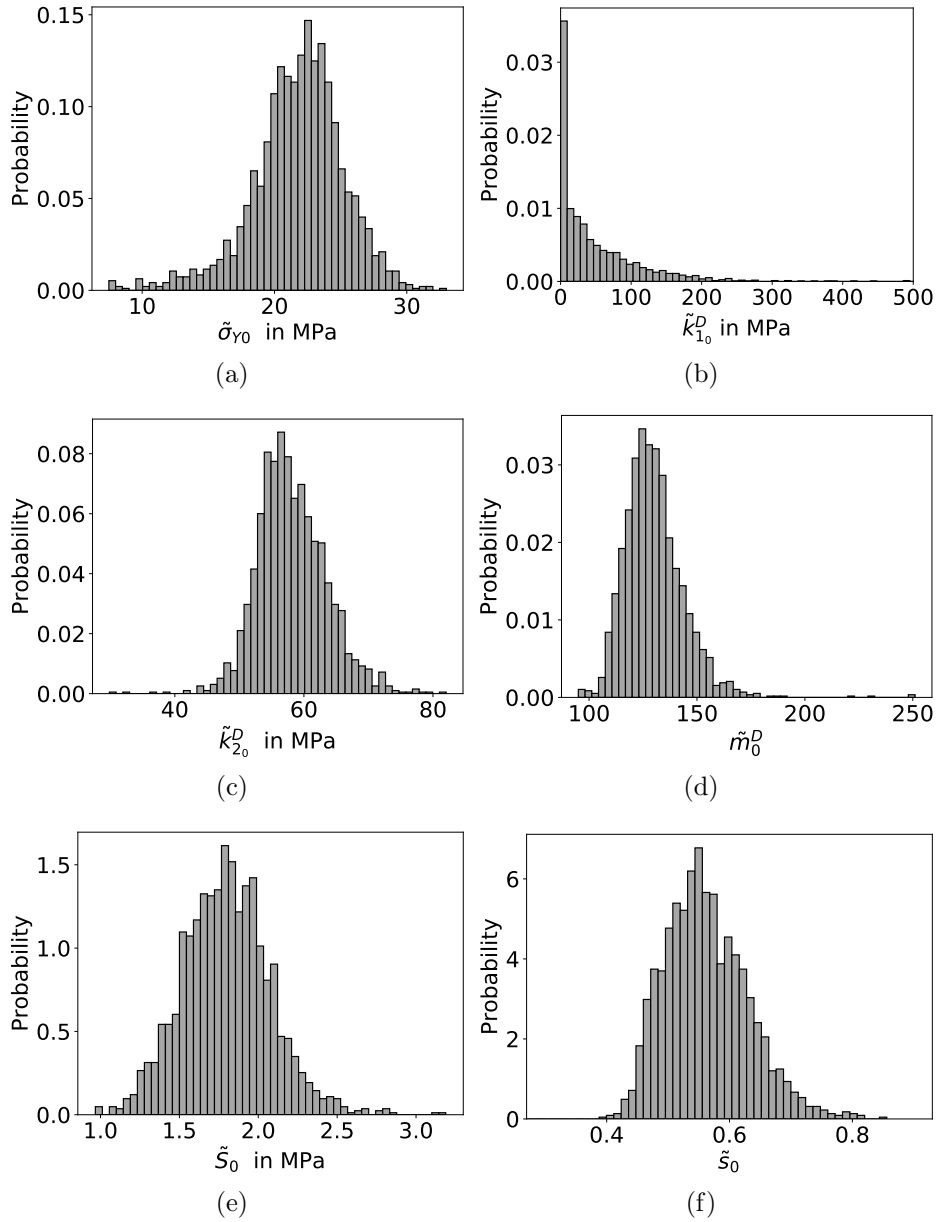 0.15
0.10
0.05
0.00
Probability
10 20 30
σ̃Y0 in MPa
(a)
0.03
0.02
0.01
0.00
Probability
0 100 200 300 400 500
k̃₁₀ᴰ in MPa
(b)
0.08
0.06
0.04
0.02
0.00
Probability
40 60 80
k̃₂₀ᴰ in MPa
(c)
0.03
0.02
0.01
0.00
Probability
100 150 200 250
m̃₀ᴰ
(d)
1.5
1.0
0.5
0.0
Probability
1.0 1.5 2.0 2.5 3.0
S̃₀ in MPa
(e)
6
4
2
0
Probability
0.4 0.6 0.8
s̃₀
(f)